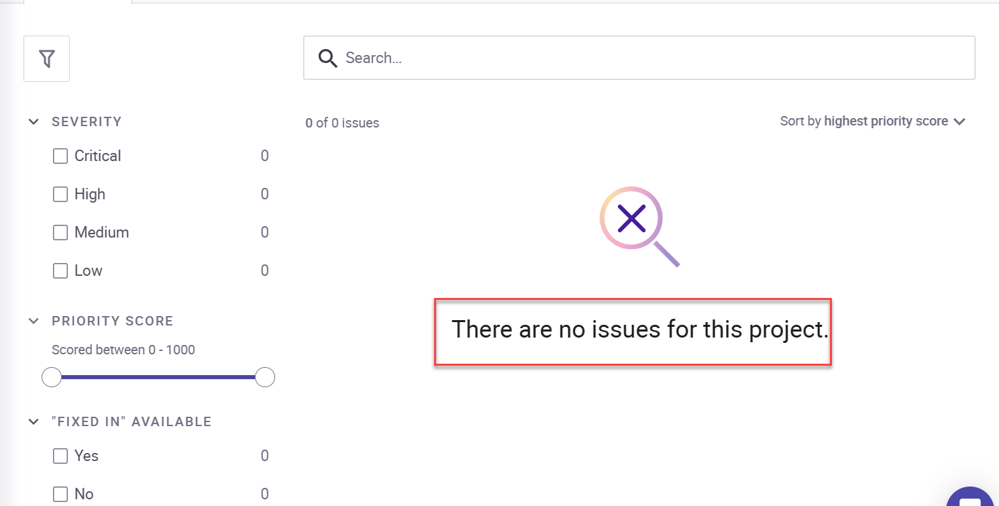 Search...
SEVERITY
Critical 0
High 0
Medium 0
Low 0
PRIORITY SCORE
Scored between 0 - 1000
"FIXED IN" AVAILABLE
Yes 0
No 0
0 of 0 issues
Sort by highest priority score
There are no issues for this project.